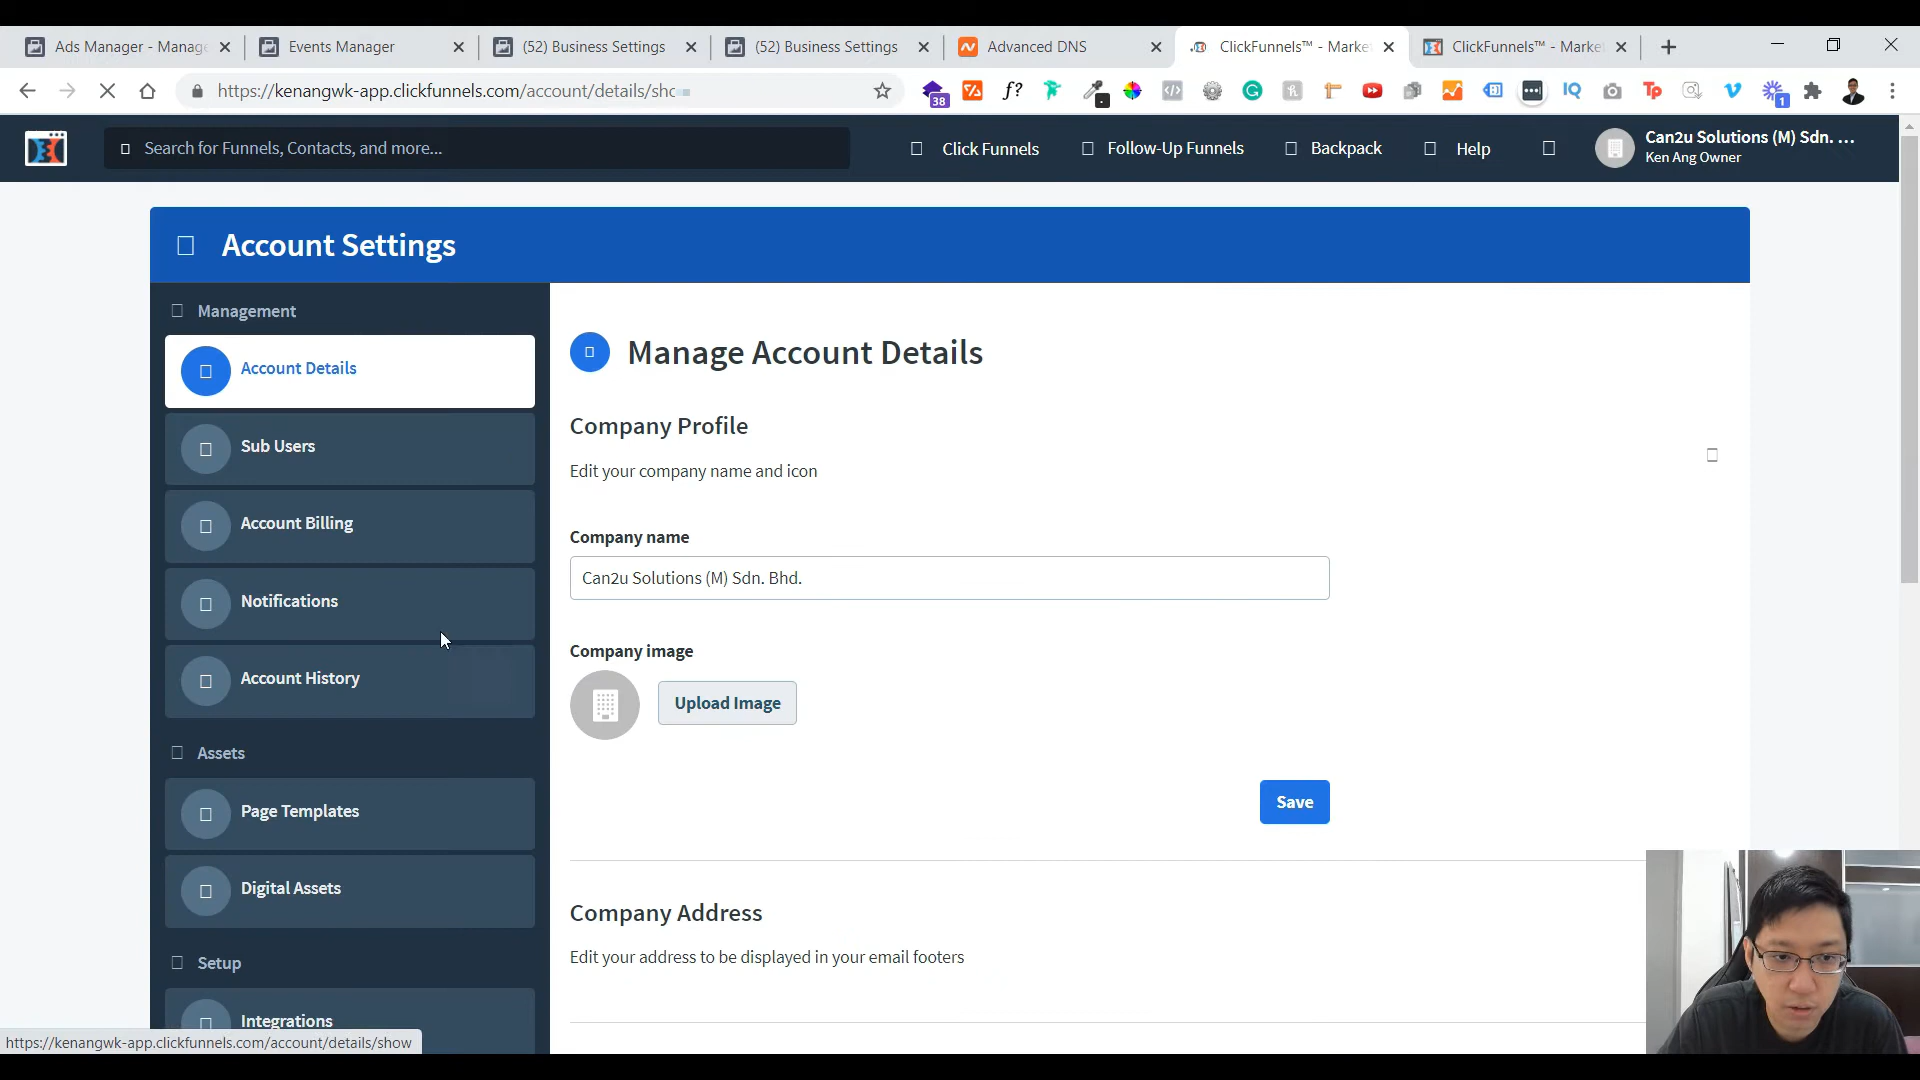 Ads Manager - Manage
Events Manager
(52) Business Settings
(52) Business Settings
Advanced DNS
ClickFunnels™ - Marke
ClickFunnels™ - Marke
https://kenangwk-app.clickfunnels.com/account/details/sho
38
f?
IQ
Tp
1
Search for Funnels, Contacts, and more...
Click Funnels
Follow-Up Funnels
Backpack
Help
Can2u Solutions (M) Sdn. ...
Ken Ang Owner
Account Settings
Management
Account Details
Sub Users
Account Billing
Notifications
Account History
Assets
Page Templates
Digital Assets
Setup
Integrations
Manage Account Details
Company Profile
Edit your company name and icon
Company name
Can2u Solutions (M) Sdn. Bhd.
Company image
Upload Image
Save
Company Address
Edit your address to be displayed in your email footers
https://kenangwk-app.clickfunnels.com/account/details/show